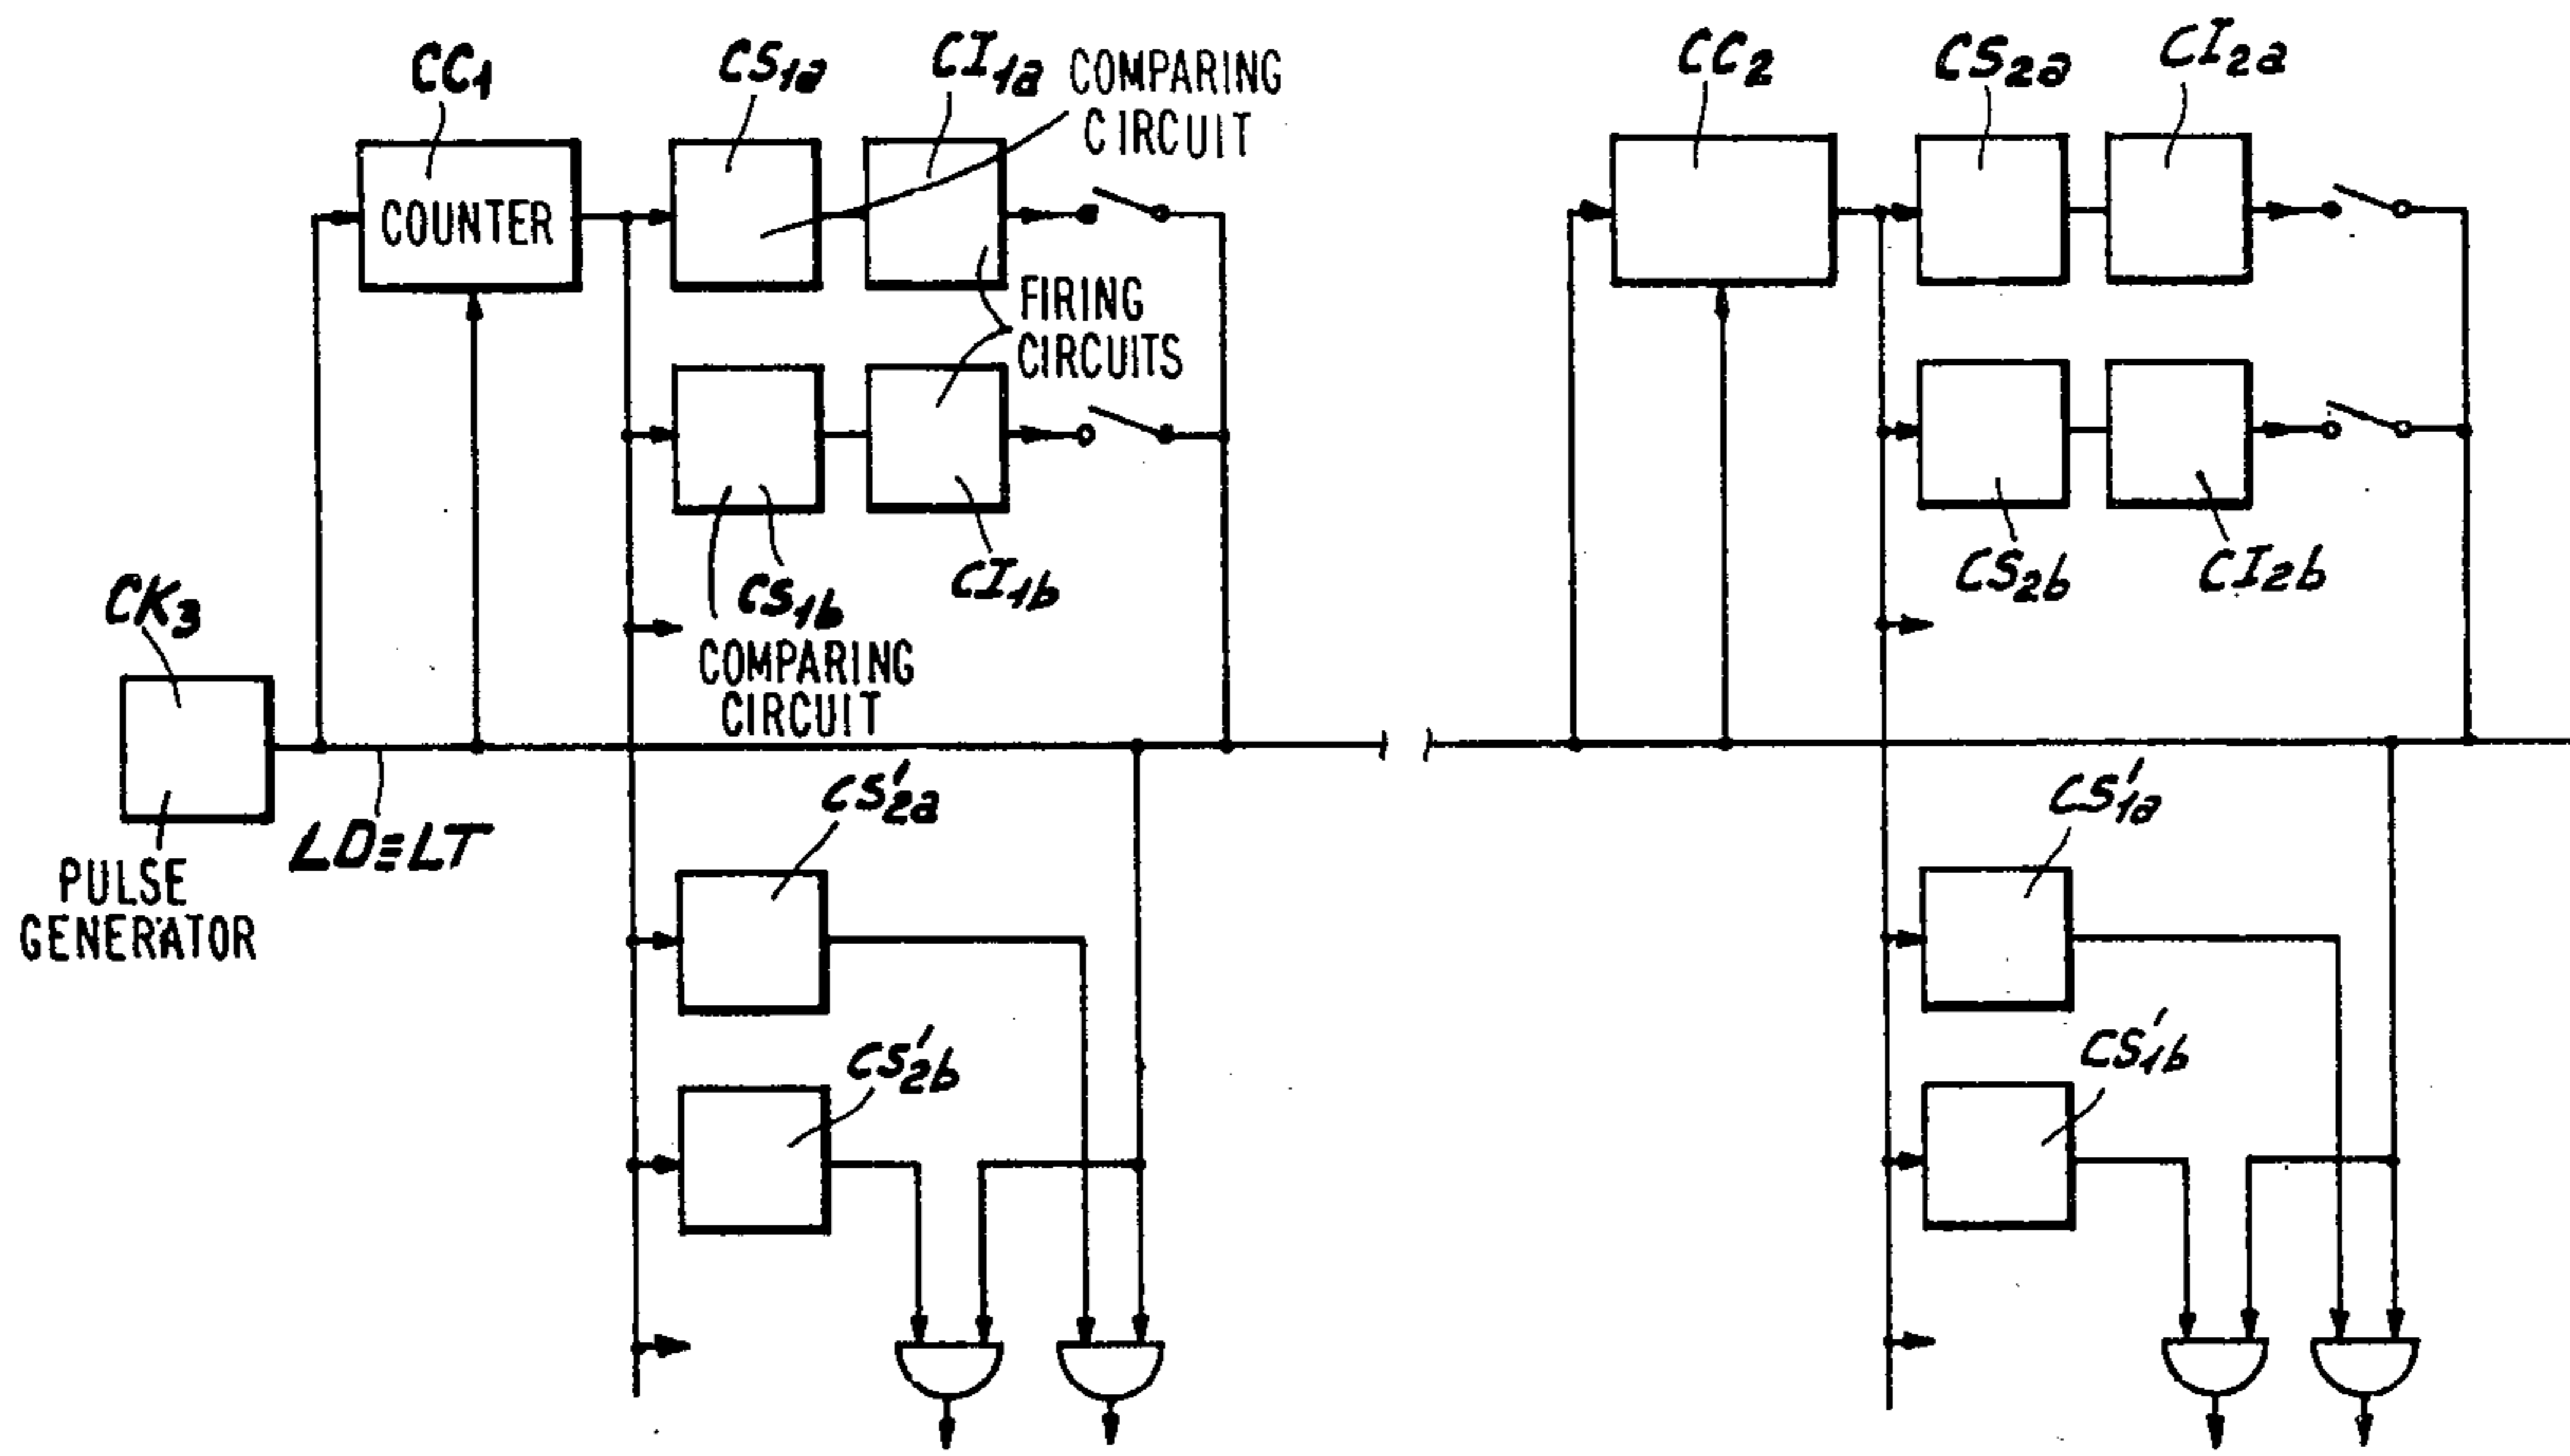 CC1
CS1a
CI1a
COMPARING
CIRCUIT
COUNTER
FIRING
CIRCUITS
CS1b
CI1b
COMPARING
CIRCUIT
CK3
PULSE
GENERATOR
LD≡LT
CS'2a
CS'2b
CC2
CS2a
CI2a
CS2b
CI2b
CS'1a
CS'1b